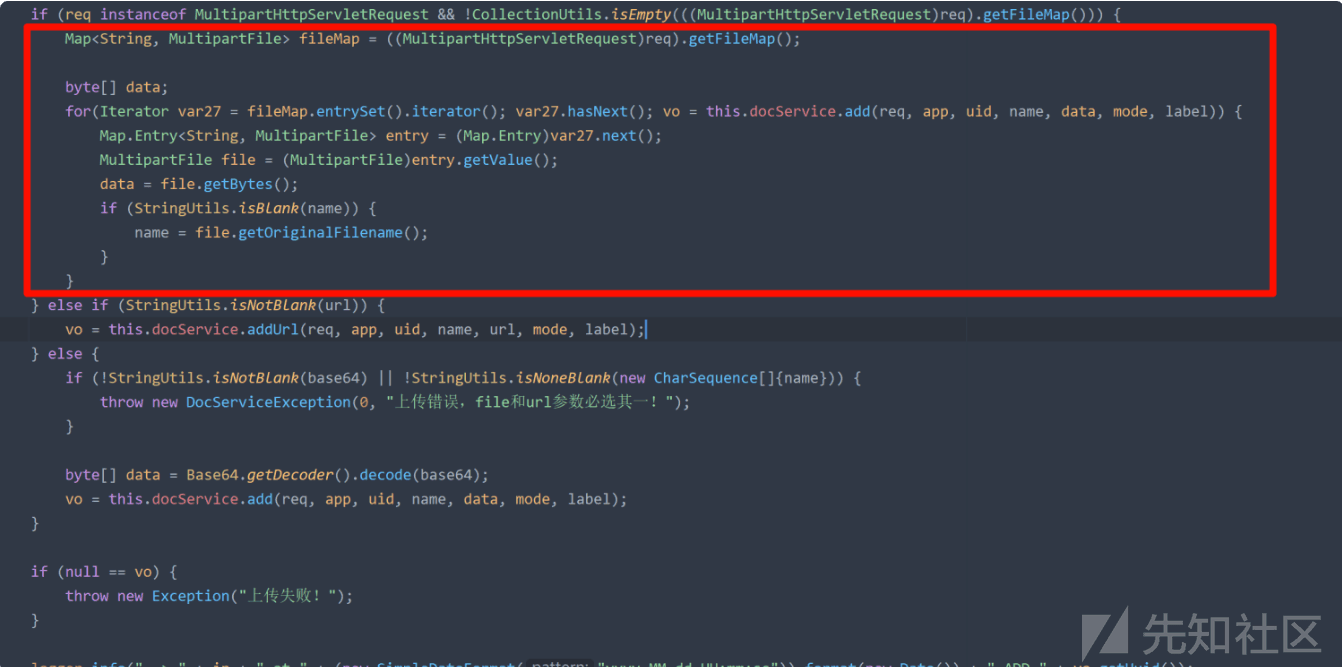 if (req instanceof MultipartHttpServletRequest && !CollectionUtils.isEmpty(((MultipartHttpServletRequest)req).getFileMap())) {
Map<String, MultipartFile> fileMap = ((MultipartHttpServletRequest)req).getFileMap();
byte[] data;
for(Iterator var27 = fileMap.entrySet().iterator(); var27.hasNext(); vo = this.docService.add(req, app, uid, name, data, mode, label)) {
Map.Entry<String, MultipartFile> entry = (Map.Entry)var27.next();
MultipartFile file = (MultipartFile)entry.getValue();
data = file.getBytes();
if (StringUtils.isBlank(name)) {
name = file.getOriginalFilename();
}
}
} else if (StringUtils.isNotBlank(url)) {
vo = this.docService.addUrl(req, app, uid, name, url, mode, label);
} else {
if (!StringUtils.isNotBlank(base64) || !StringUtils.isNoneBlank(new CharSequence[]{name})) {
throw new DocServiceException(0, "上传错误，file和url参数必选其一！");
}
byte[] data = Base64.getDecoder().decode(base64);
vo = this.docService.add(req, app, uid, name, data, mode, label);
}
if (null == vo) {
throw new Exception("上传失败！");
}
先知社区